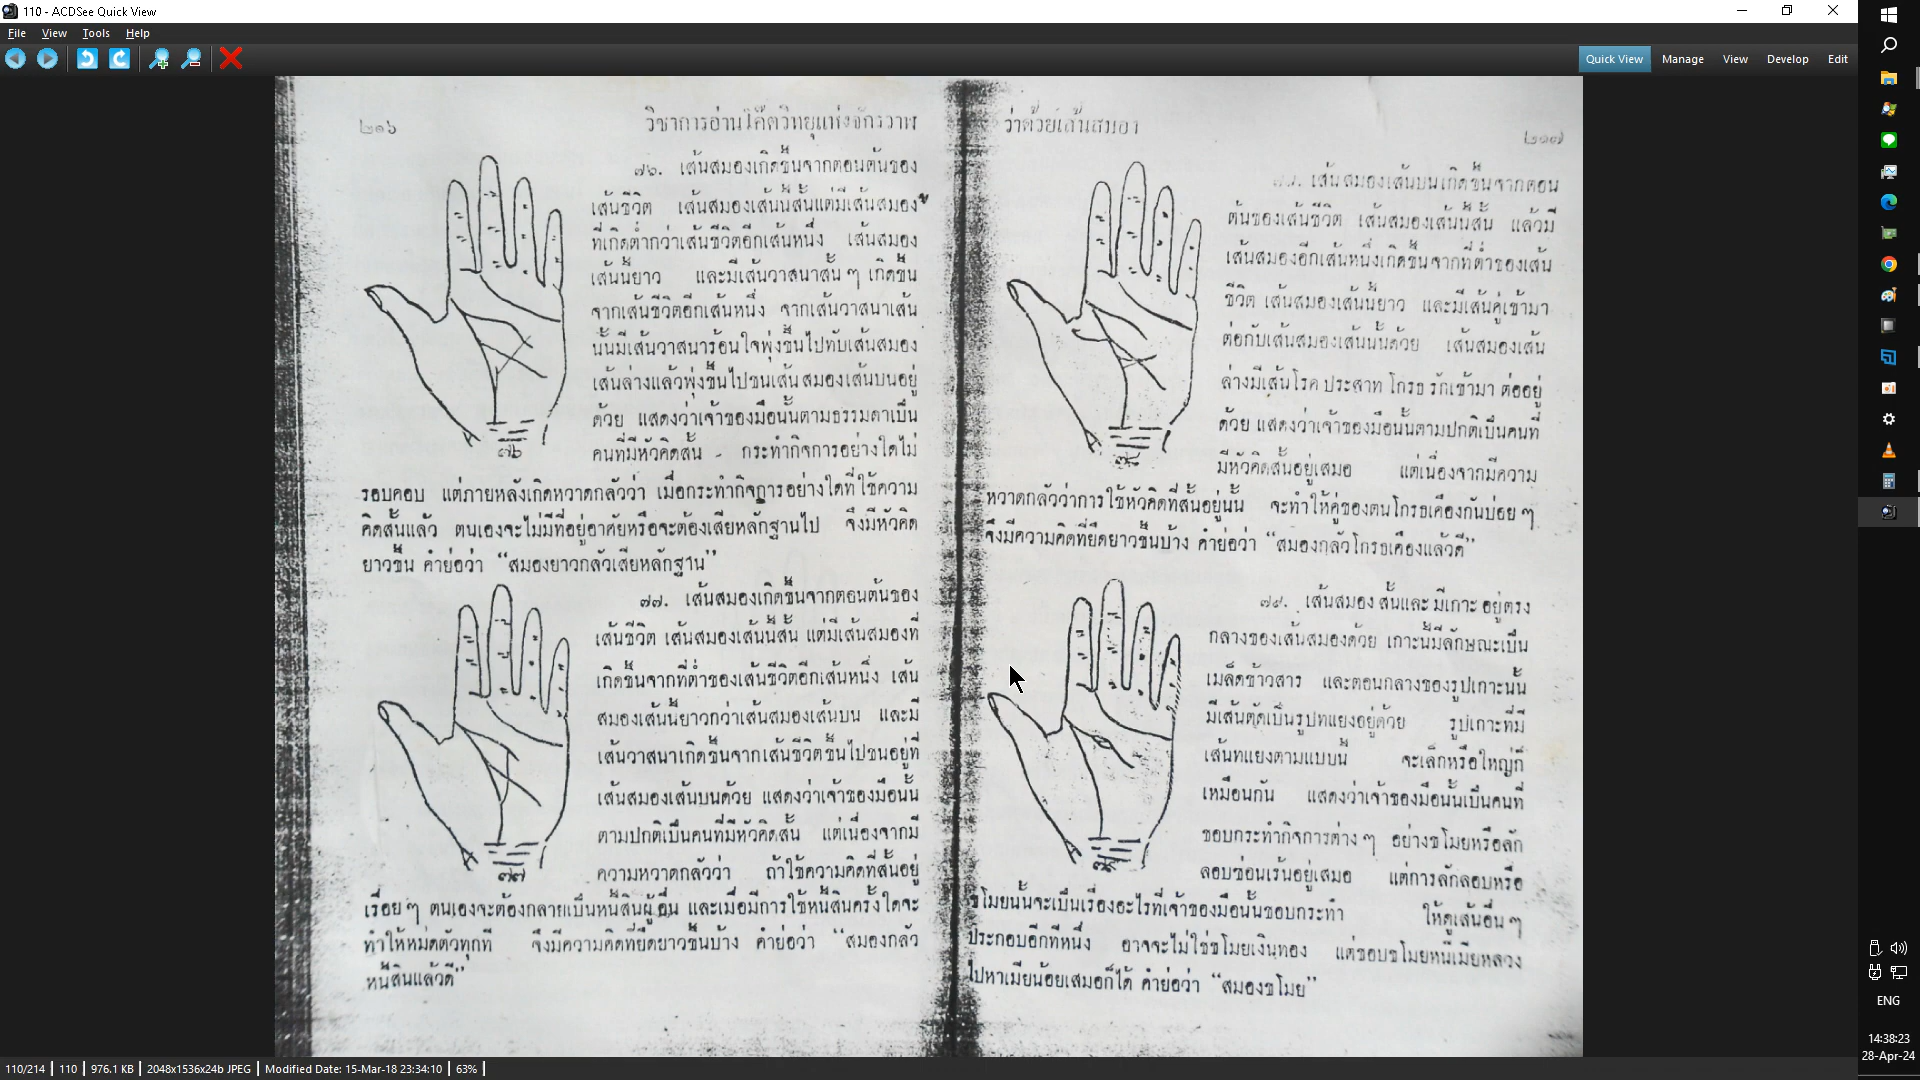 110 - ACDSee Quick View
File View Tools Help
Quick View Manage View Develop Edit
๒๑๖ วิชาการอ่านโค๊ตวิทยุแห่งจักรวาฬ
๗๖. เส้นสมองเกิดขึ้นจากตอนต้นของ
เส้นชีวิต เส้นสมองเส้นนี้สั้นแต่มีเส้นสมอง
ที่เกิดต่ำกว่าเส้นชีวิตอีกเส้นหนึ่ง เส้นสมอง
เส้นนี้ยาว และมีเส้นวาสนาสั้น ๆ เกิดขึ้น
จากเส้นชีวิตอีกเส้นหนึ่ง จากเส้นวาสนาเส้น
นั้นมีเส้นวาสนาร้อนใจพุ่งขึ้นไปทับเส้นสมอง
เส้นล่างแล้วพุ่งขึ้นไปชนเส้นสมองเส้นบนอยู่
ด้วย แสดงว่าเจ้าของมือนั้นตามธรรมดาเป็น
คนที่มีหัวคิดสั้น กระทำกิจการอย่างใดไม่
๗๖
รอบคอบ แต่ภายหลังเกิดหวาดกลัวว่า เมื่อกระทำกิจการอย่างใดที่ใช้ความ
คิดสั้นแล้ว ตนเองจะไม่มีที่อยู่อาศัยหรือจะต้องเสียหลักฐานไป จึงมีหัวคิด
ยาวขึ้น คำย่อว่า “สมองยาวกลัวเสียหลักฐาน”
๗๗. เส้นสมองเกิดขึ้นจากตอนต้นของ
เส้นชีวิต เส้นสมองเส้นนี้สั้น แต่มีเส้นสมองที่
เกิดขึ้นจากที่ต่ำของเส้นชีวิตอีกเส้นหนึ่ง เส้น
สมองเส้นนี้ยาวกว่าเส้นสมองเส้นบน และมี
เส้นวาสนาเกิดขึ้นจากเส้นชีวิตขึ้นไปชนอยู่ที่
เส้นสมองเส้นบนด้วย แสดงว่าเจ้าของมือนั้น
ตามปกติเป็นคนที่มีหัวคิดสั้น แต่เนื่องจากมี
ความหวาดกลัวว่า ถ้าใช้ความคิดที่สั้นอยู่
๗๗
เรื่อย ๆ ตนเองจะต้องกลายเป็นหนี้สินผู้อื่น และเมื่อมีการใช้หนี้สินครั้งใดจะ
ทำให้หมดตัวทุกที จึงมีความคิดที่ยืดยาวขึ้นบ้าง คำย่อว่า “สมองกลัว
หนี้สินแล้วดี”
ว่าด้วยเส้นสมอง ๒๑๗
เส้นสมองเส้นบนเกิดขึ้นจากตอน
ต้นของเส้นชีวิต เส้นสมองเส้นนี้สั้น แล้วมี
เส้นสมองอีกเส้นหนึ่งเกิดขึ้นจากที่ต่ำของเส้น
ชีวิต เส้นสมองเส้นนี้ยาว และมีเส้นคู่เข้ามา
ต่อกับเส้นสมองเส้นนั้นด้วย เส้นสมองเส้น
ล่างมีเส้นโรค ประสาท โกรธ รักเข้ามา ต่ออยู่
ด้วย แสดงว่าเจ้าของมือนั้นตามปกติเป็นคนที่
มีหัวคิดสั้นอยู่เสมอ แต่เนื่องจากมีความ
หวาดกลัวว่าการใช้หัวคิดที่สั้นอยู่นั้น จะทำให้คู่ของตนโกรธเคืองกันบ่อย ๆ
จึงมีความคิดที่ยืดยาวขึ้นบ้าง คำย่อว่า “สมองกลัวโกรธเคืองแล้วดี”
๗๙. เส้นสมอง สั้นและ มีเกาะ อยู่ตรง
กลางของเส้นสมองด้วย เกาะนี้มีลักษณะเป็น
เมล็ดข้าวสาร และตอนกลางของรูปเกาะนั้น
มีเส้นตัดเป็นรูปทแยงอยู่ด้วย รูปเกาะที่มี
เส้นทแยงตามแบบนี้ จะเล็กหรือใหญ่ก็
เหมือนกัน แสดงว่าเจ้าของมือนั้นเป็นคนที่
ชอบกระทำกิจการต่าง ๆ อย่างขโมยหรือลัก
ลอบซ่อนเร้นอยู่เสมอ แต่การลักลอบหรือ
ขโมยนั้นจะเป็นเรื่องอะไรที่เจ้าของมือนั้นชอบกระทำ ให้ดูเส้นอื่น ๆ
ประกอบอีกทีหนึ่ง อาจจะไม่ใช่ขโมยเงินทอง แต่ชอบขโมยหนีเมียหลวง
ไปหาเมียน้อยเสมอก็ได้ คำย่อว่า “สมองขโมย”
ENG
14:38:23
28-Apr-24
110/214 110 976.1 KB 2048x1536x24b JPEG Modified Date: 15-Mar-18 23:34:10 63%